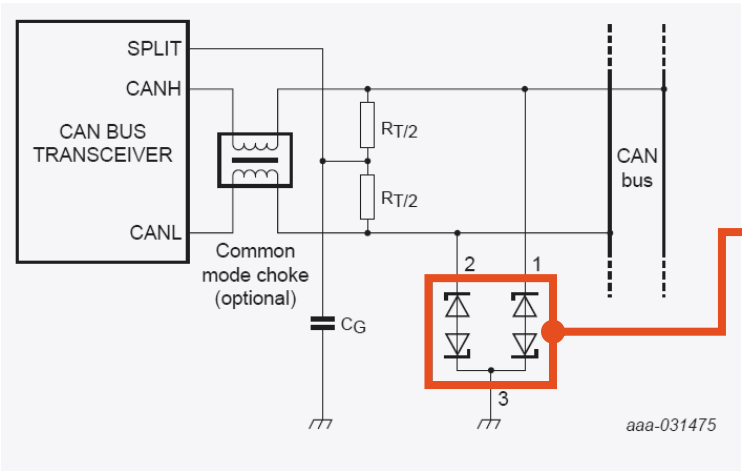 SPLIT
CANH
CAN BUS
TRANSCEIVER
CANL
Common
mode choke
(optional)
RT/2
RT/2
CAN
bus
2
1
CG
3
aaa-031475